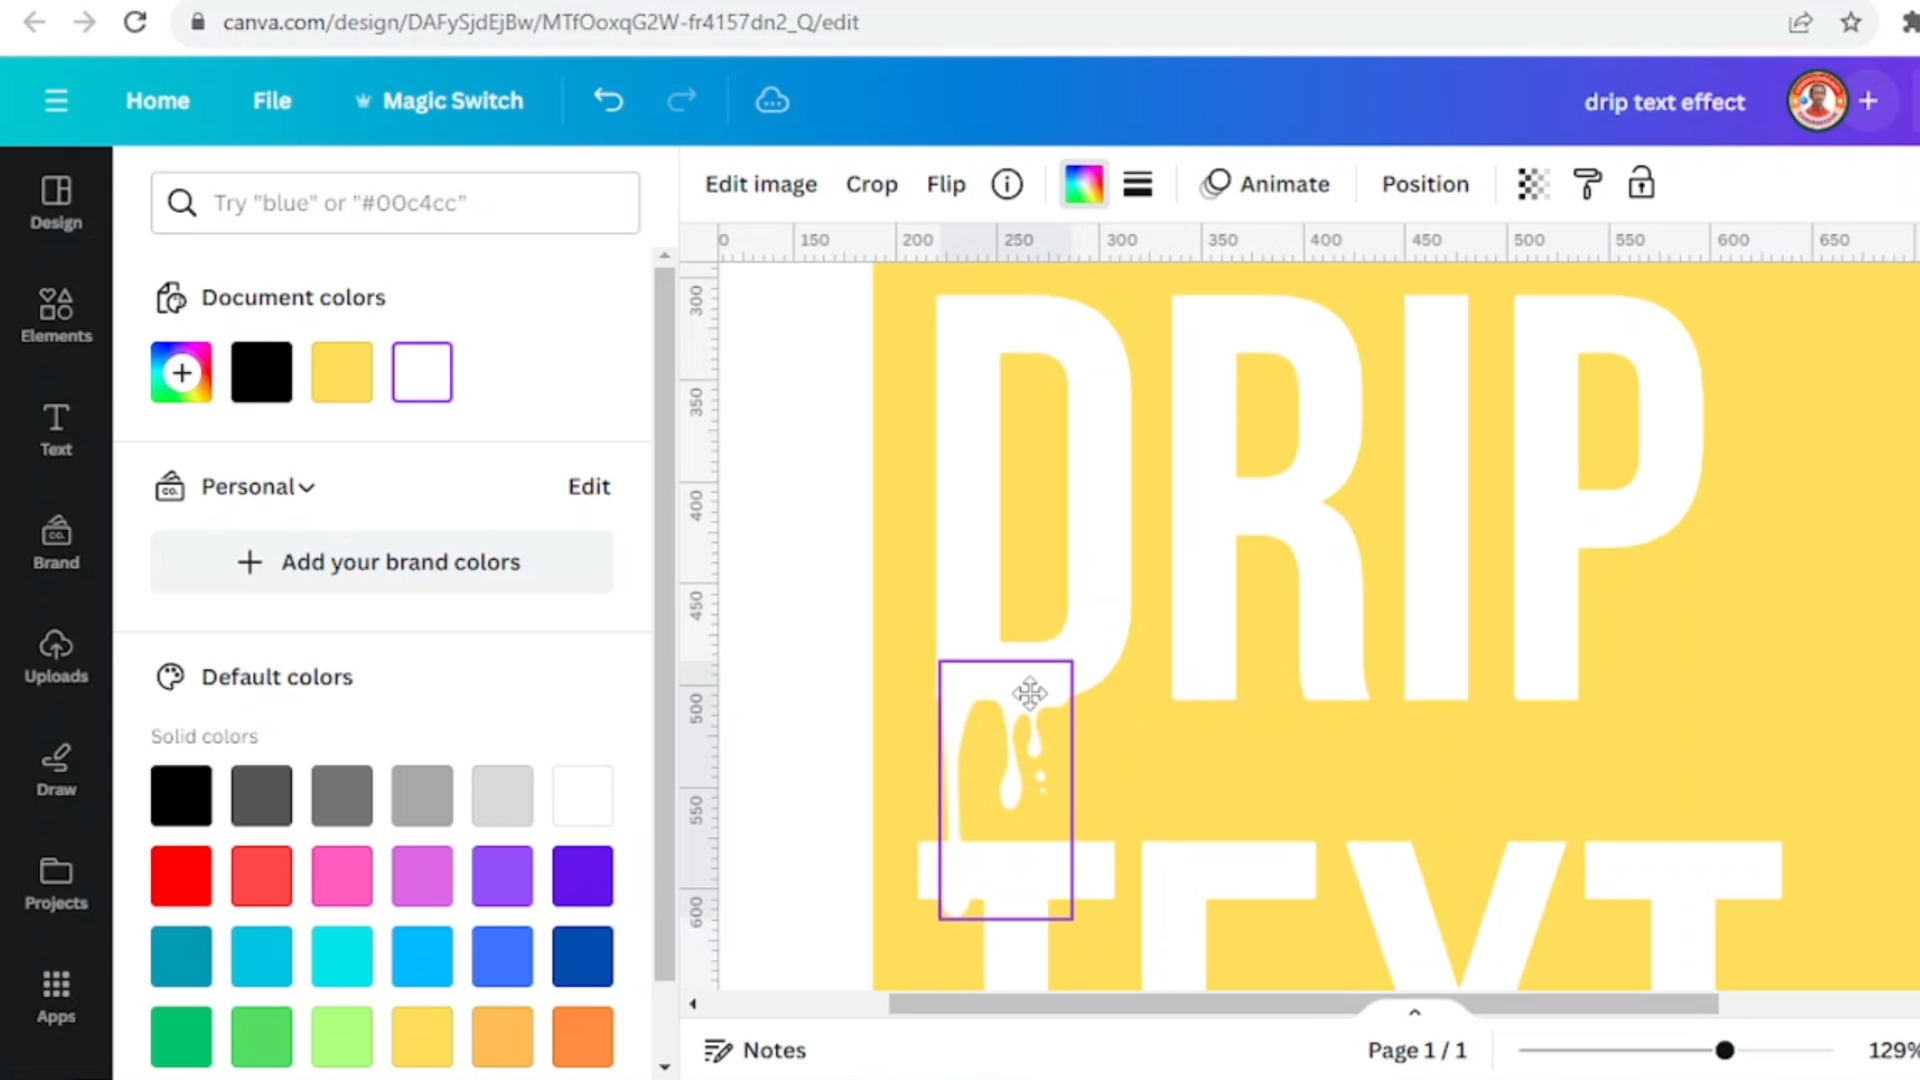 canva.com/design/DAFySjdEjBw/MTfOoxqG2W-fr4157dn2_Q/edit
Home File Magic Switch drip text effect
Design
Elements
Text
Brand
Uploads
Draw
Projects
Apps
Try "blue" or "#00c4cc"
Document colors
CO. Personal Edit
Add your brand colors
Default colors
Solid colors
Edit image Crop Flip Animate Position
0 150 200 250 300 350 400 450 500 550 600 650
300
350
400
450
500
550
600
DRIP
TEXT
Notes
Page 1 / 1
129%